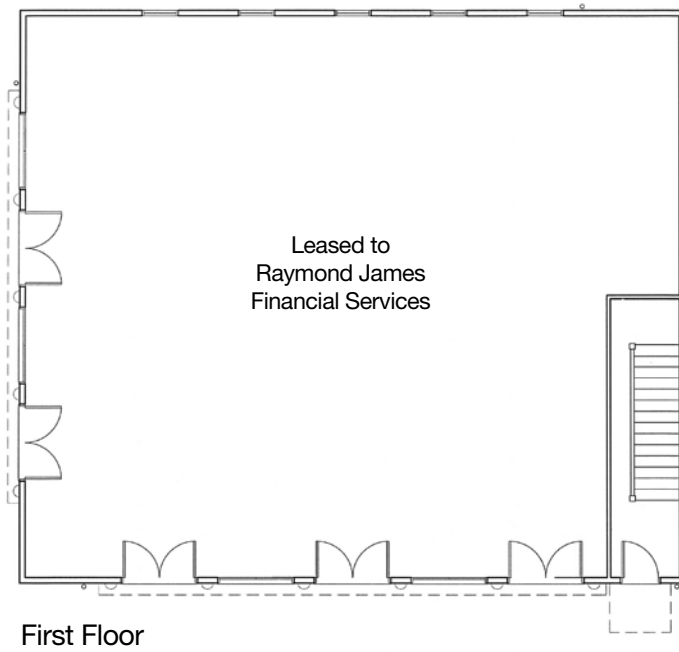 Leased to
Raymond James
Financial Services
First Floor